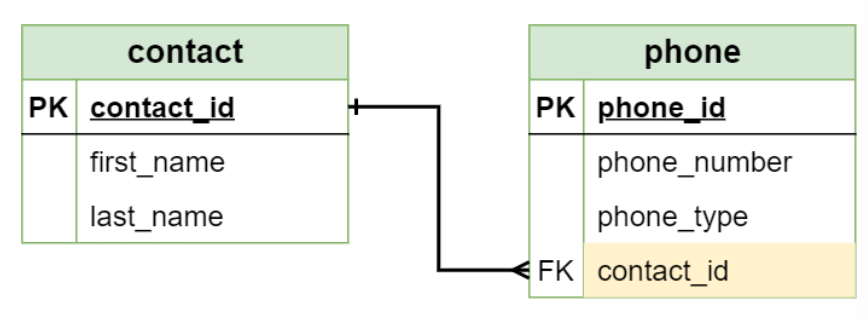 contact
PK contact_id
first_name
last_name
phone
PK phone_id
phone_number
phone_type
FK contact_id